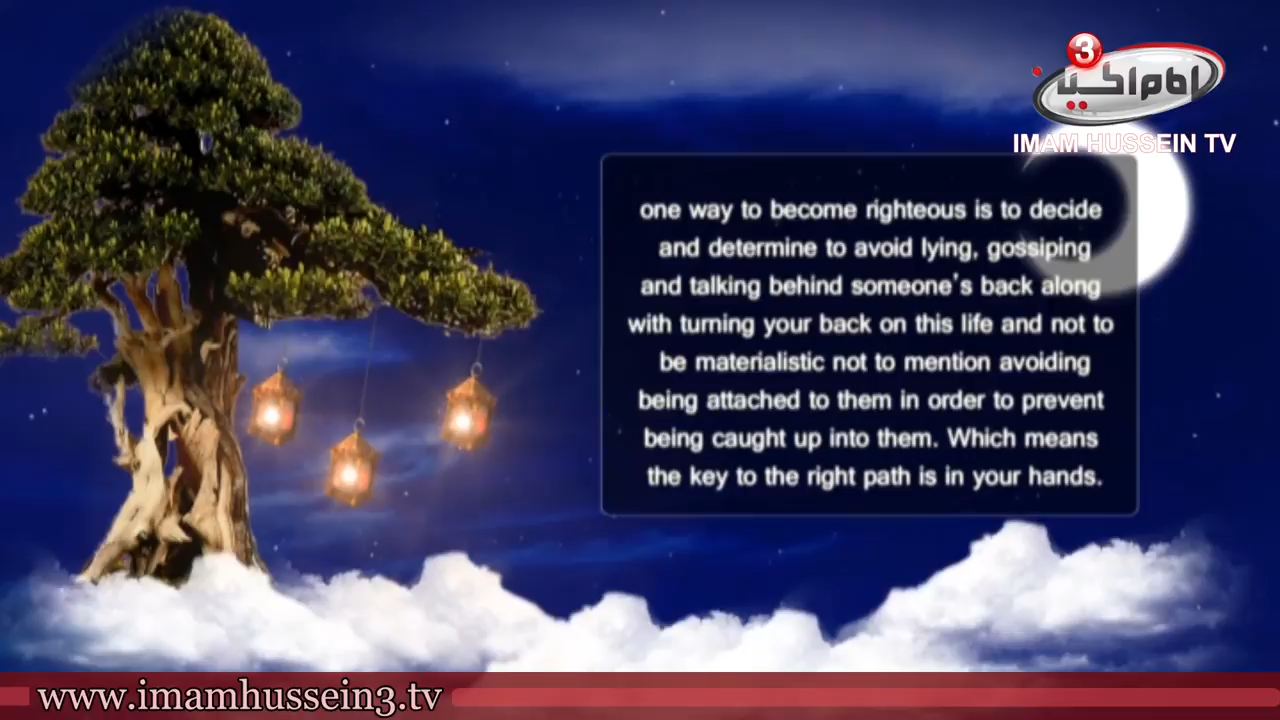 3
امام حسین
IMAM HUSSEIN TV
one way to become righteous is to decide
and determine to avoid lying, gossiping
and talking behind someone's back along
with turning your back on this life and not to
be materialistic not to mention avoiding
being attached to them in order to prevent
being caught up into them. Which means
the key to the right path is in your hands.
www.imamhussein3.tv